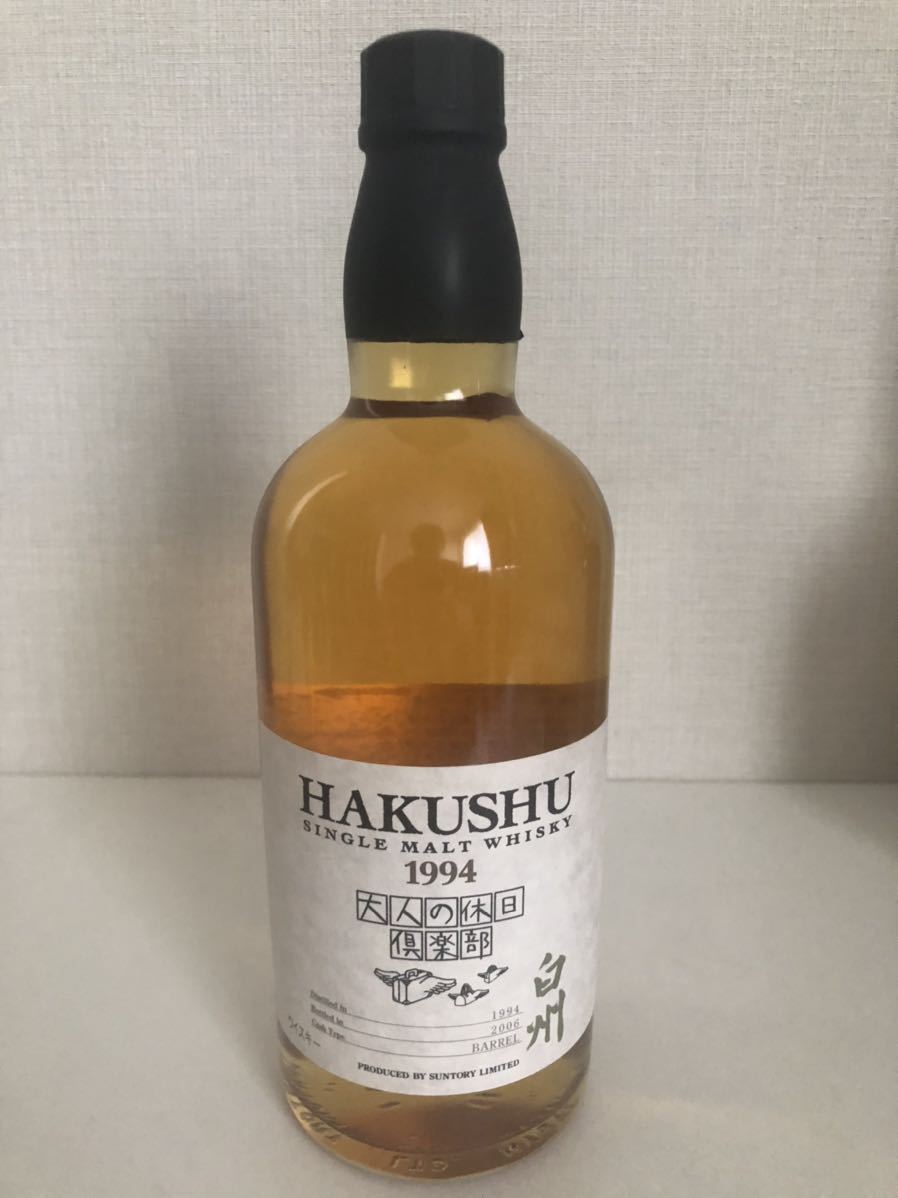 HAKUSHU
SINGLE MALT WHISKY
1994
大人の休日
倶楽部
白州
Distilled in 1994
Bottled in 2006
Cask Type BARREL
ウイスキー
PRODUCED BY SUNTORY LIMITED